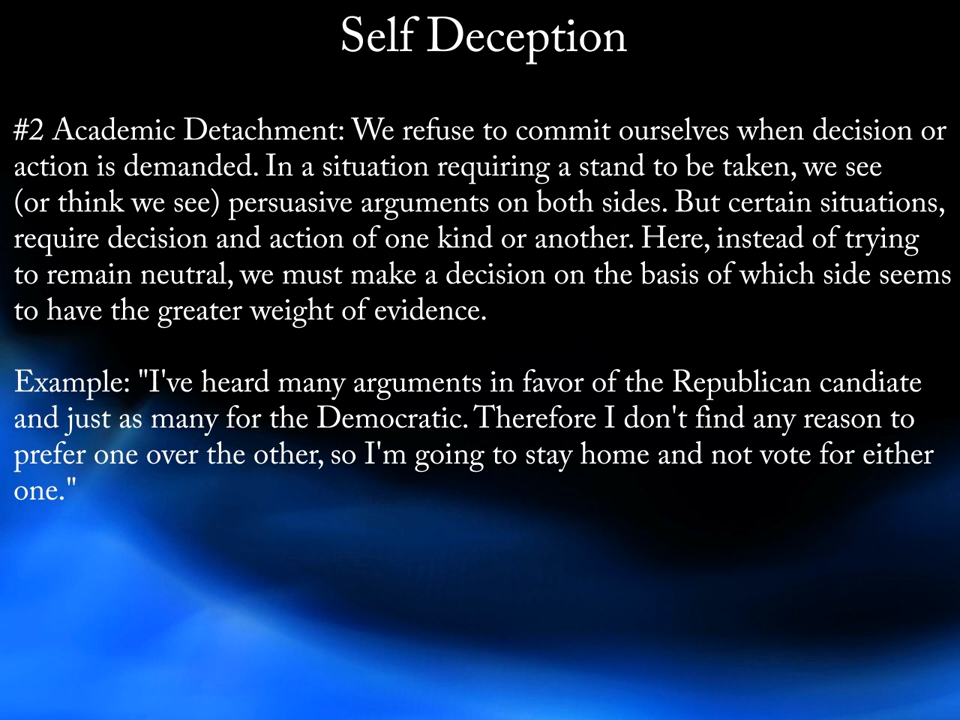 Self Deception
#2 Academic Detachment: We refuse to commit ourselves when decision or
action is demanded. In a situation requiring a stand to be taken, we see
(or think we see) persuasive arguments on both sides. But certain situations,
require decision and action of one kind or another. Here, instead of trying
to remain neutral, we must make a decision on the basis of which side seems
to have the greater weight of evidence.
Example: "I've heard many arguments in favor of the Republican candiate
and just as many for the Democratic. Therefore I don't find any reason to
prefer one over the other, so I'm going to stay home and not vote for either
one."